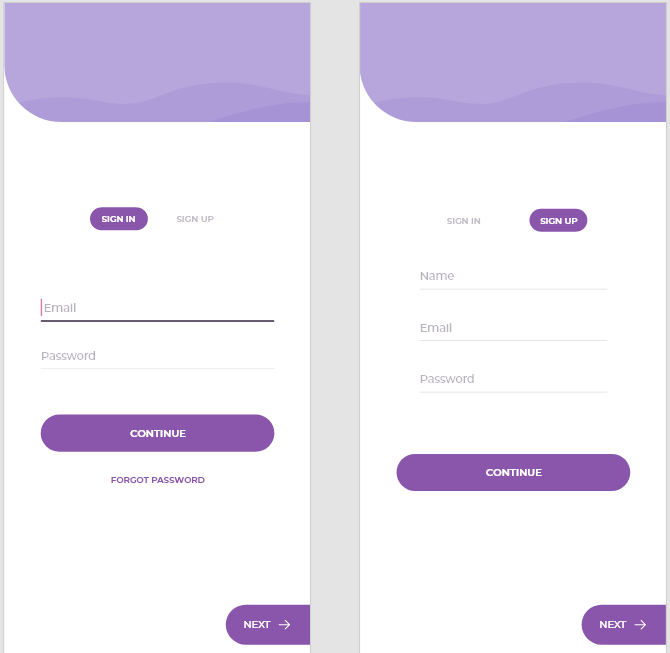 SIGN IN
SIGN UP
Email
Password
CONTINUE
FORGOT PASSWORD
NEXT
SIGN IN
SIGN UP
Name
Email
Password
CONTINUE
NEXT